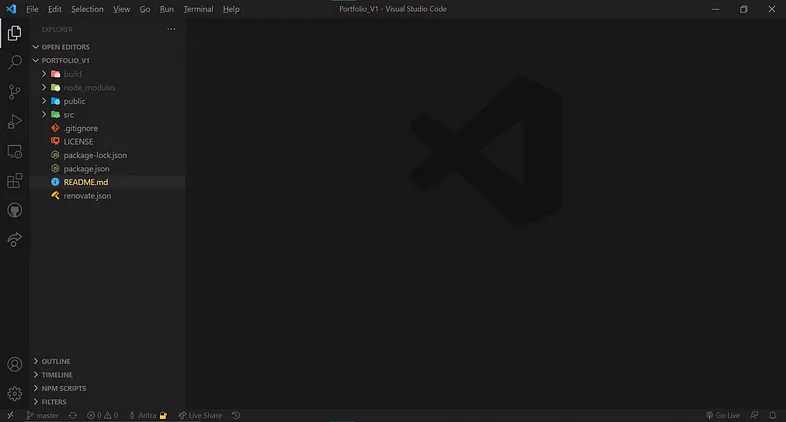 File Edit Selection View Go Run Terminal Help
Portfolio_V1 - Visual Studio Code
EXPLORER
OPEN EDITORS
PORTFOLIO_V1
build
node_modules
public
src
.gitignore
LICENSE
package-lock.json
package.json
README.md
renovate.json
OUTLINE
TIMELINE
NPM SCRIPTS
FILTERS
master 0 0 Aritra Live Share Go Live